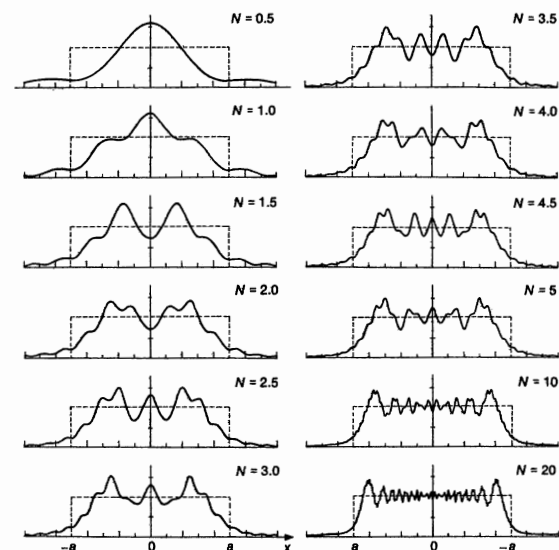 N = 0.5
N = 3.5
N = 1.0
N = 4.0
N = 1.5
N = 4.5
N = 2.0
N = 5
N = 2.5
N = 10
N = 3.0
N = 20
–a 0 a x
a 0 –a